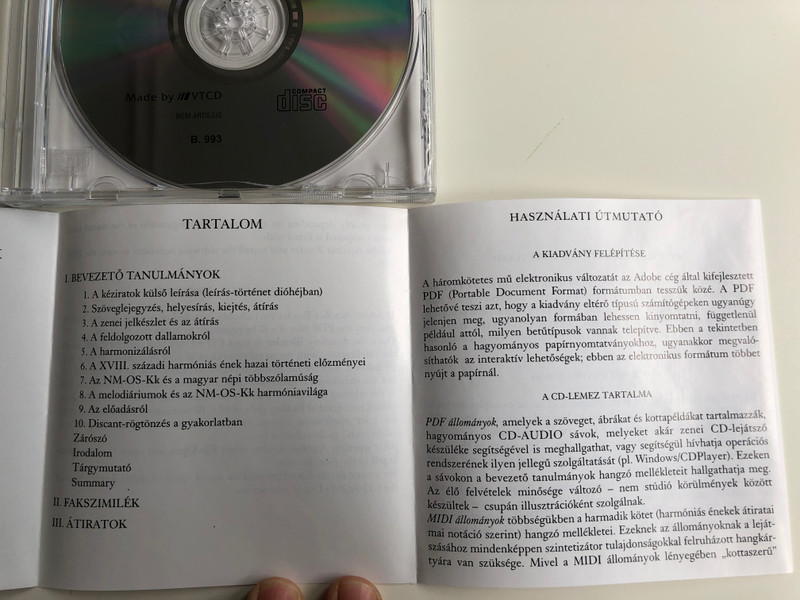 Made by VTCD
COMPACT
disc
B. 993
TARTALOM
I. BEVEZETŐ TANULMÁNYOK
1. A kéziratok külső leírása (leírás-történet dióhéjban)
2. Szöveglejegyzés, helyesírás, kiejtés, átírás
3. A zenei jelkészlet és az átírás
4. A feldolgozott dallamokról
5. A harmonizálásról
6. A XVIII. századi harmóniás ének hazai történeti előzményei
7. Az NM-OS-Kk és a magyar népi többszólamúság
8. A melodiáriumok és az NM-OS-Kk harmóniavilága
9. Az előadásról
10. Discant-rögtönzés a gyakorlatban
Zárószó
Irodalom
Tárgymutató
Summary
II. FAKSZIMILÉK
III. ÁTIRATOK
HASZNÁLATI ÚTMUTATÓ
A KIADVÁNY FELÉPÍTÉSE
A háromkötetes mű elektronikus változatát az Adobe cég által kifejlesztett
PDF (Portable Document Format) formátumban tesszük közé. A PDF
lehetővé teszi azt, hogy a kiadvány eltérő típusú számítógépeken ugyanúgy
jelenjen meg, ugyanolyan formában lehessen kinyomtatni, függetlenül
például attól, milyen betűtípusok vannak telepítve. Ebben a tekintetben
hasonló a hagyományos papírnyomtatványokhoz, ugyanakkor megvaló-
síthatók az interaktív lehetőségek; ebben az elektronikus formátum többet
nyújt a papírnál.
A CD-LEMEZ TARTALMA
PDF állományok, amelyek a szöveget, ábrákat és kottapéldákat tartalmazzák,
hagyományos CD-AUDIO sávok, melyeket akár zenei CD-lejátszó
készüléke segítségével is meghallgathat, vagy segítségül hívhatja operációs
rendszerének ilyen jellegű szolgáltatását (pl. Windows/CDPlayer). Ezeken
a sávokon a bevezető tanulmányok hangzó mellékleteit hallgathatja meg.
Az élő felvételek minősége változó – nem stúdió körülmények között
készültek – csupán illusztrációként szolgálnak.
MIDI állományok többségükben a harmadik kötet (harmóniás énekek átiratai
mai notáció szerint) hangzó mellékletei. Ezeknek az állományoknak a leját-
szásához mindenképpen szintetizátor tulajdonságokkal felruházott hangkár-
tyára van szüksége. Mivel a MIDI állományok lényegében „kottaszerű”